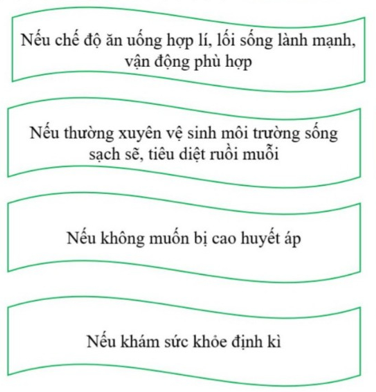 Nếu chế độ ăn uống hợp lí, lối sống lành mạnh,
vận động phù hợp
Nếu thường xuyên vệ sinh môi trường sống
sạch sẽ, tiêu diệt ruồi muỗi
Nếu không muốn bị cao huyết áp
Nếu khám sức khỏe định kì